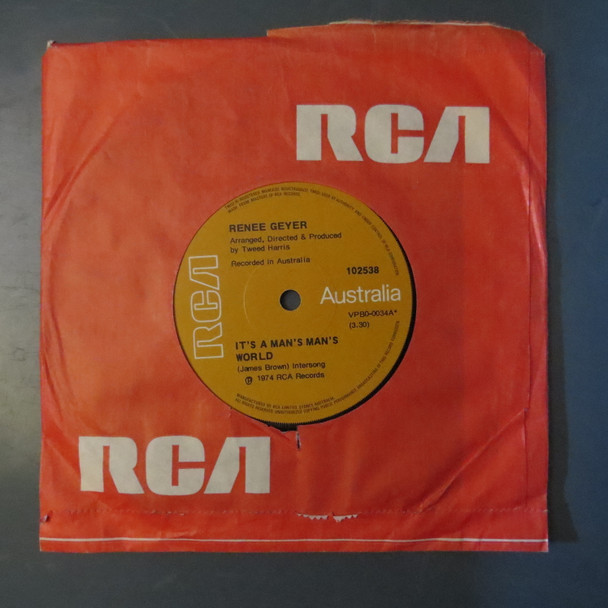 RCA
RENEE GEYER
Arranged, Directed & Produced
by Tweed Harris
Recorded in Australia
102538
RCA
Australia
VPB0-0034A*
(3.30)
IT'S A MAN'S MAN'S
WORLD
(James Brown) Intersong
℗ 1974 RCA Records
RCA